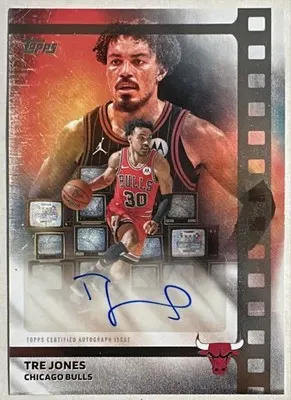 TOPPS
BULLS
30
TOPPS CERTIFIED AUTOGRAPH ISSUE
TRE JONES
CHICAGO BULLS